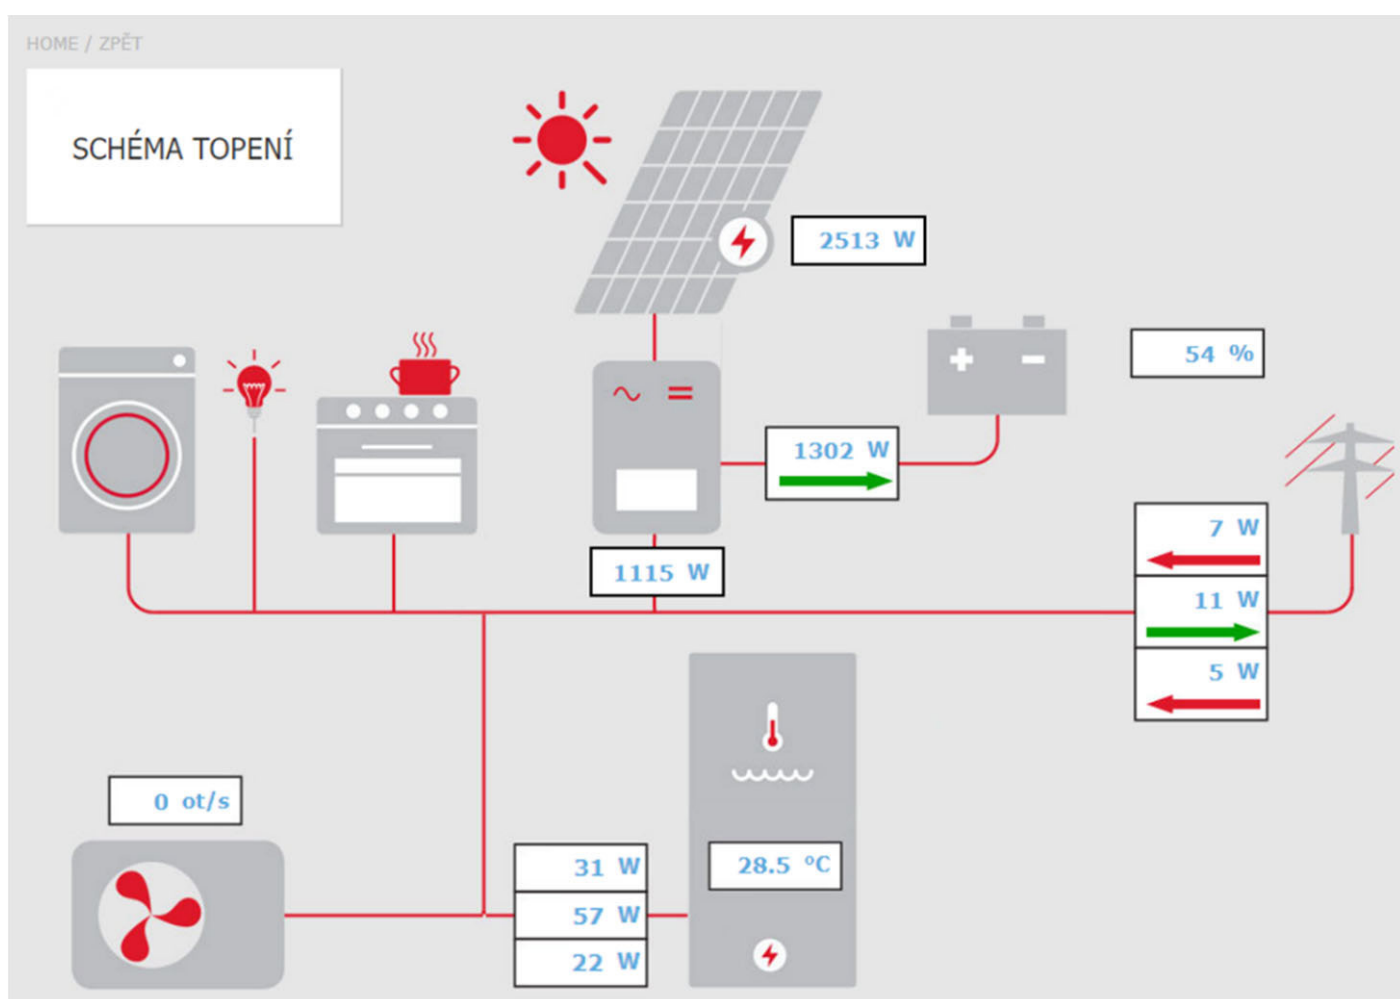 HOME / ZPĚT
SCHÉMA TOPENÍ
2513 W
54 %
1302 W
7 W
1115 W
11 W
5 W
0 ot/s
31 W
28.5 °C
57 W
22 W